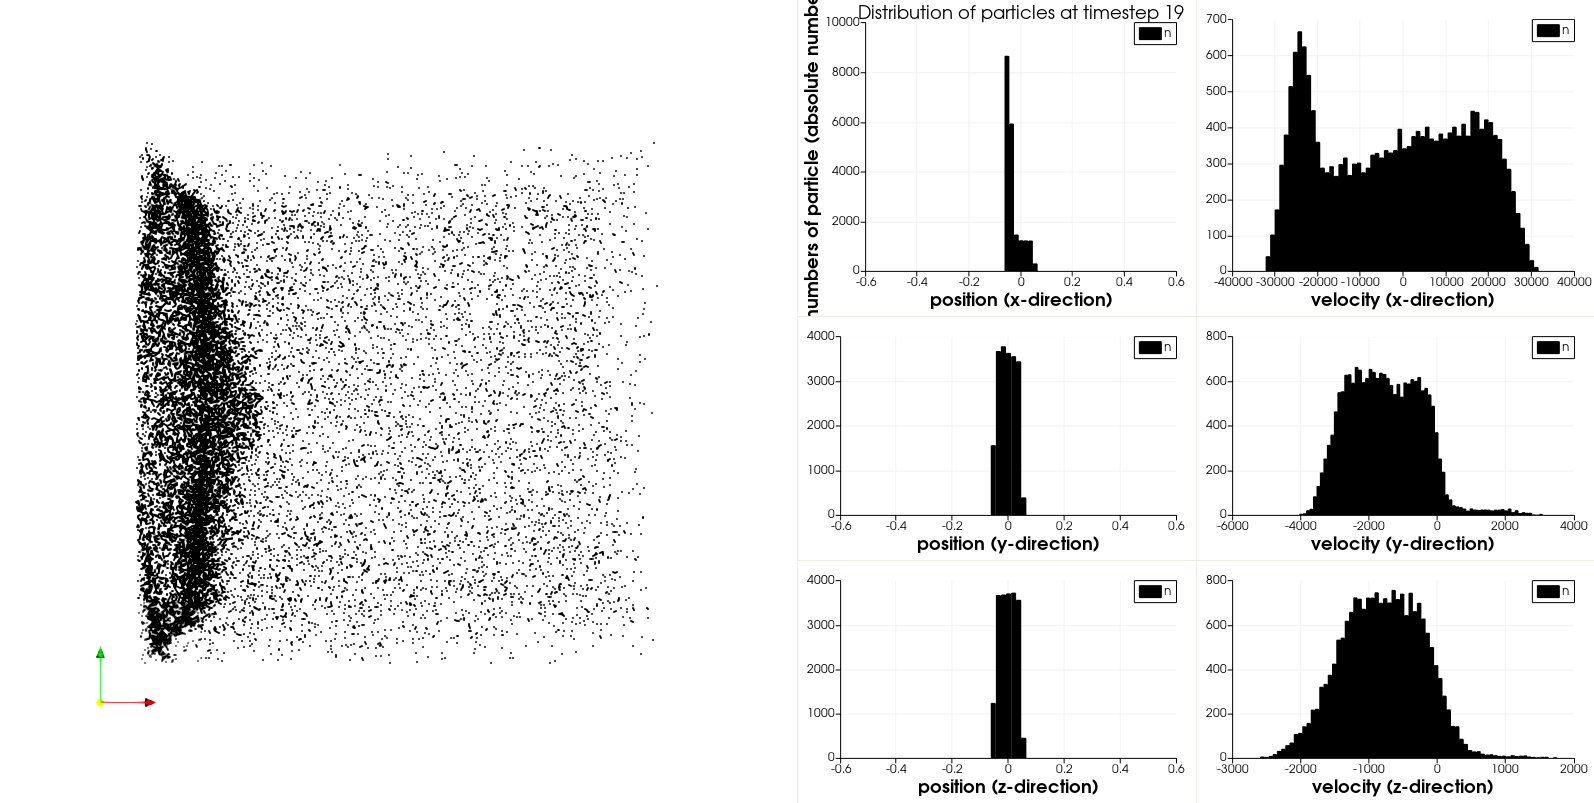 Distribution of particles at timestep 19
numbers of particle (absolute numbe
10000
8000
6000
4000
2000
0
-0.6 -0.4 -0.2 0 0.2 0.4 0.6
position (x-direction)
n
700
600
500
400
300
200
100
0
-40000 -30000 -20000 -10000 0 10000 20000 30000 40000
velocity (x-direction)
n
4000
3000
2000
1000
0
-0.6 -0.4 -0.2 0 0.2 0.4 0.6
position (y-direction)
n
800
600
400
200
0
-6000 -4000 -2000 0 2000 4000
velocity (y-direction)
n
4000
3000
2000
1000
0
-0.6 -0.4 -0.2 0 0.2 0.4 0.6
position (z-direction)
n
800
600
400
200
0
-3000 -2000 -1000 0 1000 2000
velocity (z-direction)
n